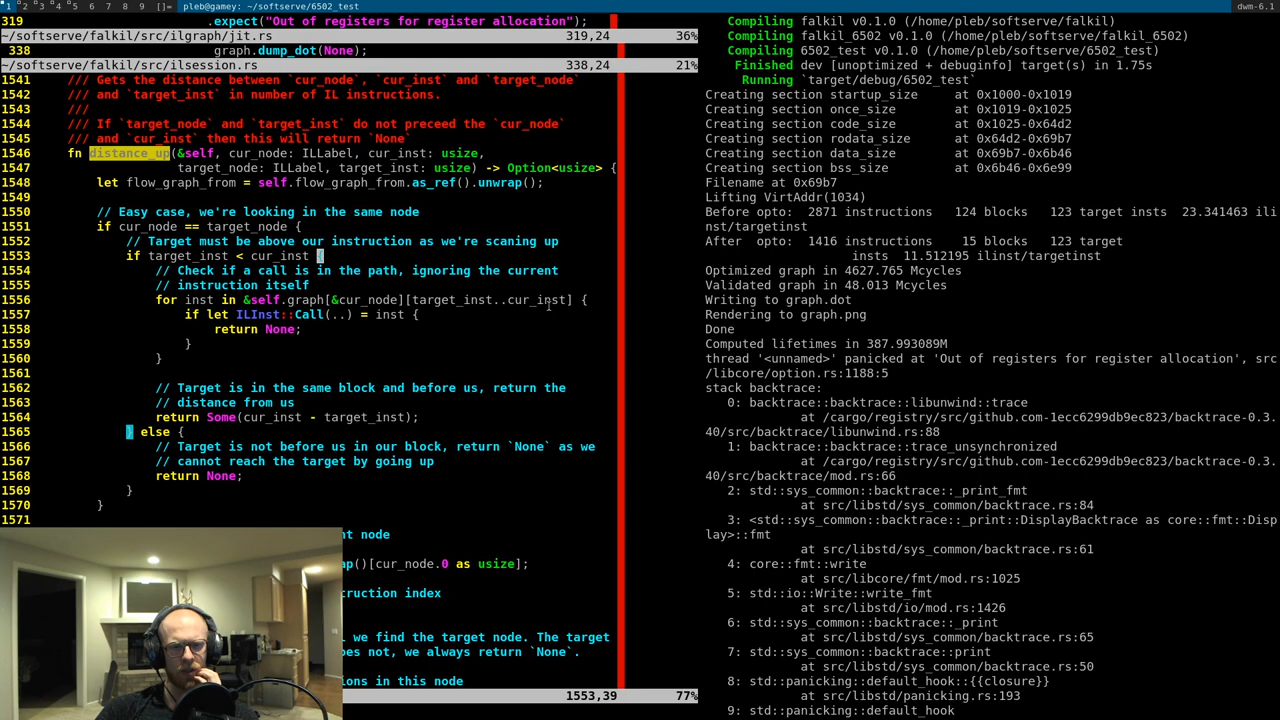 1 2 3 4 5 6 7 8 9 []= pleb@gamey: ~/softserve/6502_test dwm-6.1
319 .expect("Out of registers for register allocation");
~/softserve/falkil/src/ilgraph/jit.rs 319,24 36%
338 graph.dump_dot(None);
~/softserve/falkil/src/ilsession.rs 338,24 21%
1541 /// Gets the distance between `cur_node`, `cur_inst` and `target_node`
1542 /// and `target_inst` in number of IL instructions.
1543 ///
1544 /// If `target_node` and `target_inst` do not preceed the `cur_node`
1545 /// and `cur_inst` then this will return `None`
1546 fn distance_up(&self, cur_node: ILLabel, cur_inst: usize,
1547 target_node: ILLabel, target_inst: usize) -> Option<usize> {
1548 let flow_graph_from = self.flow_graph_from.as_ref().unwrap();
1549
1550 // Easy case, we're looking in the same node
1551 if cur_node == target_node {
1552 // Target must be above our instruction as we're scaning up
1553 if target_inst < cur_inst {
1554 // Check if a call is in the path, ignoring the current
1555 // instruction itself
1556 for inst in &self.graph[&cur_node][target_inst..cur_inst] {
1557 if let ILInst::Call(..) = inst {
1558 return None;
1559 }
1560 }
1561
1562 // Target is in the same block and before us, return the
1563 // distance from us
1564 return Some(cur_inst - target_inst);
1565 } else {
1566 // Target is not before us in our block, return `None` as we
1567 // cannot reach the target by going up
1568 return None;
1569 }
1570 }
1571
nt node
ap()[cur_node.0 as usize];
ruction index
we find the target node. The target
oes not, we always return `None`.
ions in this node
1553,39 77%
Compiling falkil v0.1.0 (/home/pleb/softserve/falkil)
Compiling falkil_6502 v0.1.0 (/home/pleb/softserve/falkil_6502)
Compiling 6502_test v0.1.0 (/home/pleb/softserve/6502_test)
Finished dev [unoptimized + debuginfo] target(s) in 1.75s
Running `target/debug/6502_test`
Creating section startup_size at 0x1000-0x1019
Creating section once_size at 0x1019-0x1025
Creating section code_size at 0x1025-0x64d2
Creating section rodata_size at 0x64d2-0x69b7
Creating section data_size at 0x69b7-0x6b46
Creating section bss_size at 0x6b46-0x6e99
Filename at 0x69b7
Lifting VirtAddr(1034)
Before opto: 2871 instructions 124 blocks 123 target insts 23.341463 ili
nst/targetinst
After opto: 1416 instructions 15 blocks 123 target
insts 11.512195 ilinst/targetinst
Optimized graph in 4627.765 Mcycles
Validated graph in 48.013 Mcycles
Writing to graph.dot
Rendering to graph.png
Done
Computed lifetimes in 387.993089M
thread '<unnamed>' panicked at 'Out of registers for register allocation', src
/libcore/option.rs:1188:5
stack backtrace:
0: backtrace::backtrace::libunwind::trace
at /cargo/registry/src/github.com-1ecc6299db9ec823/backtrace-0.3.
40/src/backtrace/libunwind.rs:88
1: backtrace::backtrace::trace_unsynchronized
at /cargo/registry/src/github.com-1ecc6299db9ec823/backtrace-0.3.
40/src/backtrace/mod.rs:66
2: std::sys_common::backtrace::_print_fmt
at src/libstd/sys_common/backtrace.rs:84
3: <std::sys_common::backtrace::_print::DisplayBacktrace as core::fmt::Disp
lay>::fmt
at src/libstd/sys_common/backtrace.rs:61
4: core::fmt::write
at src/libcore/fmt/mod.rs:1025
5: std::io::Write::write_fmt
at src/libstd/io/mod.rs:1426
6: std::sys_common::backtrace::_print
at src/libstd/sys_common/backtrace.rs:65
7: std::sys_common::backtrace::print
at src/libstd/sys_common/backtrace.rs:50
8: std::panicking::default_hook::{{closure}}
at src/libstd/panicking.rs:193
9: std::panicking::default_hook